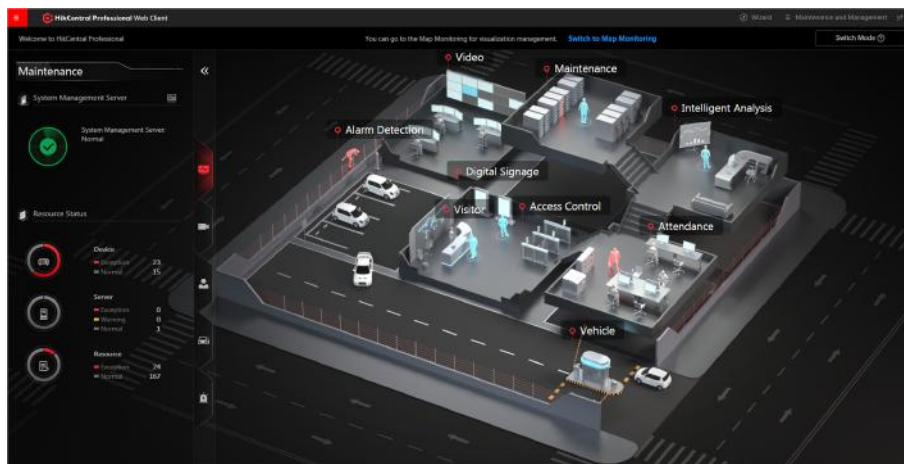 HikCentral Professional Web Client
Wizard
Maintenance and Management
Welcome to HikCentral Professional
You can go to the Map Monitoring for visualization management.
Switch to Map Monitoring
Switch Mode
Maintenance
System Management Server
System Management Server:
Normal
Resource Status
Device
Exception 23
Normal 15
Server
Exception 0
Warning 0
Normal 1
Resource
Exception 24
Normal 167
Video
Maintenance
Intelligent Analysis
Alarm Detection
Digital Signage
Visitor
Access Control
Attendance
Vehicle